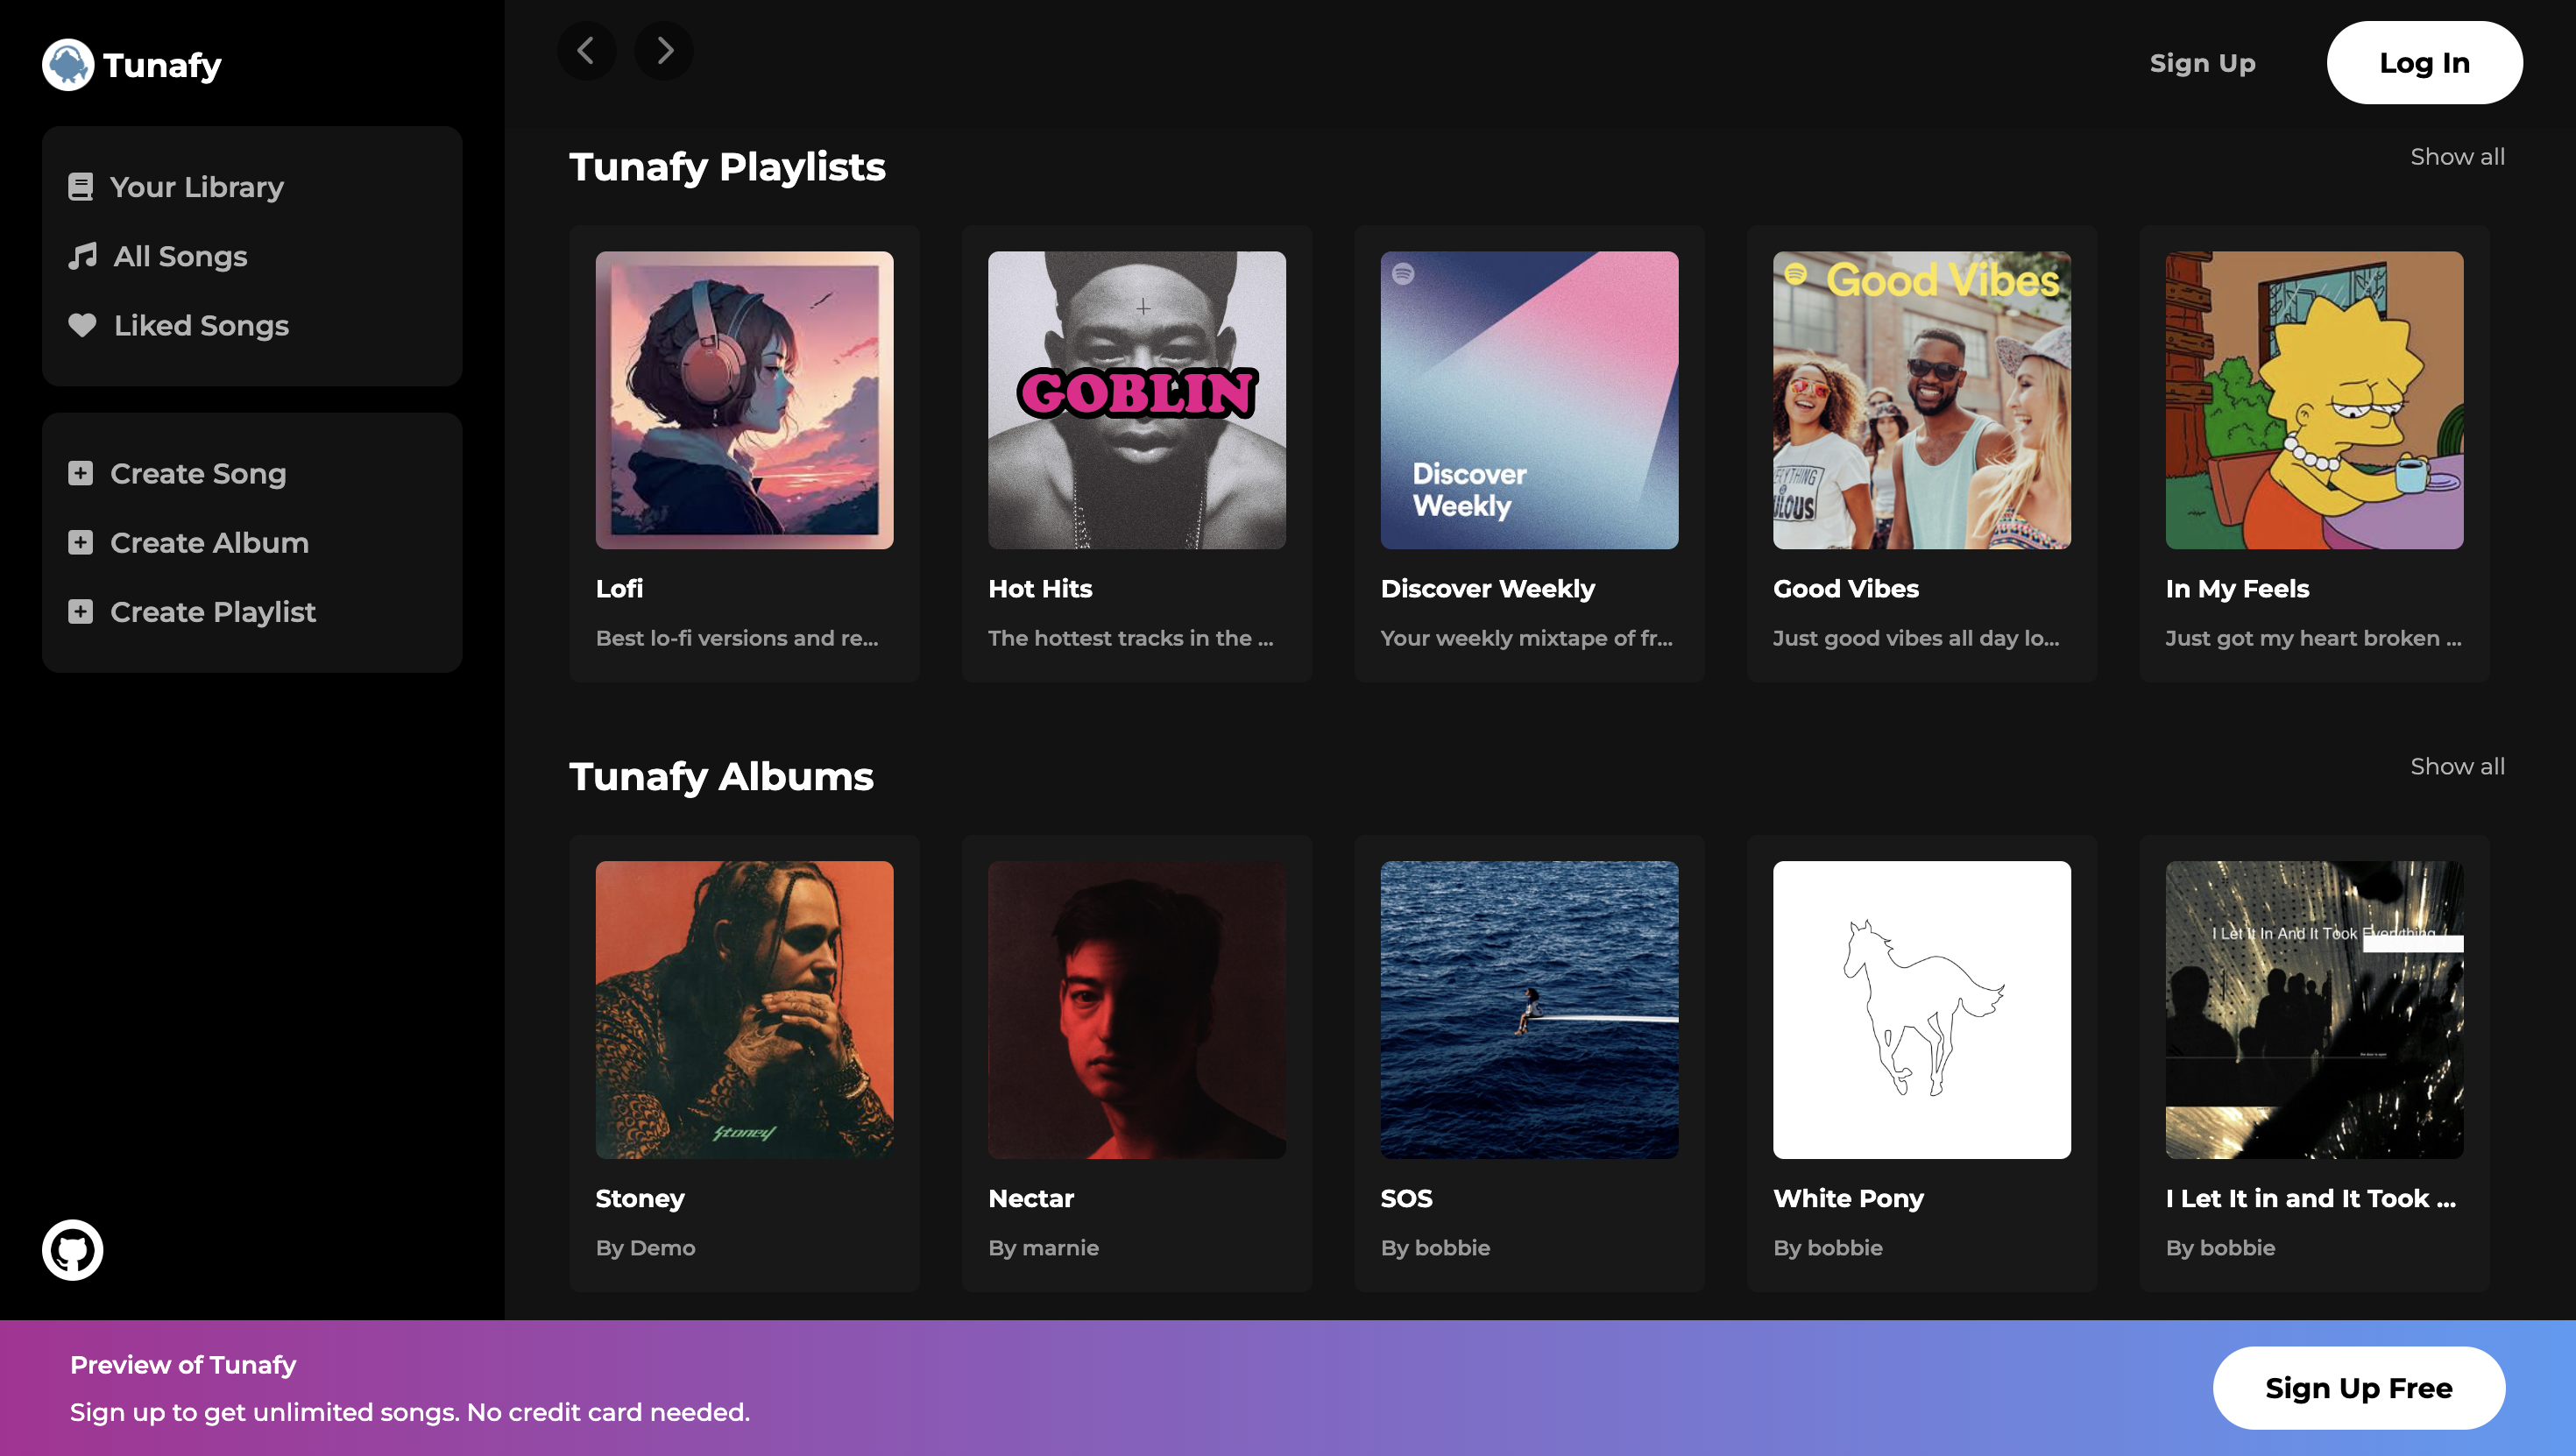 Tunafy
Your Library
All Songs
Liked Songs
Create Song
Create Album
Create Playlist
Sign Up
Log In
Tunafy Playlists
Show all
GOBLIN
Discover
Weekly
Good Vibes
Lofi
Best lo-fi versions and re...
Hot Hits
The hottest tracks in the ...
Discover Weekly
Your weekly mixtape of fr...
Good Vibes
Just good vibes all day lo...
In My Feels
Just got my heart broken ...
Tunafy Albums
Show all
Stoney
I Let It In And It Took Everything
Stoney
By Demo
Nectar
By marnie
SOS
By bobbie
White Pony
By bobbie
I Let It in and It Took ...
By bobbie
Preview of Tunafy
Sign up to get unlimited songs. No credit card needed.
Sign Up Free